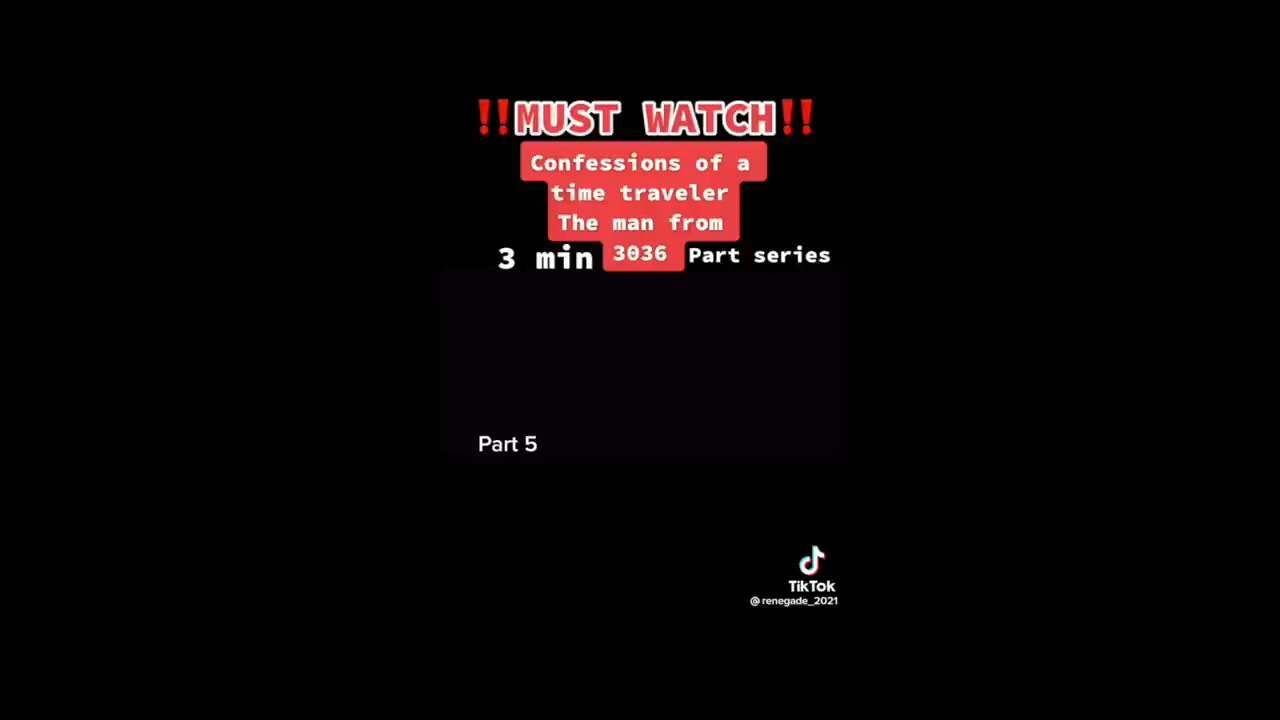 ‼️MUST WATCH‼️
Confessions of a
time traveler
The man from
3 min 3036 Part series
Part 5
TikTok
@renegade_2021